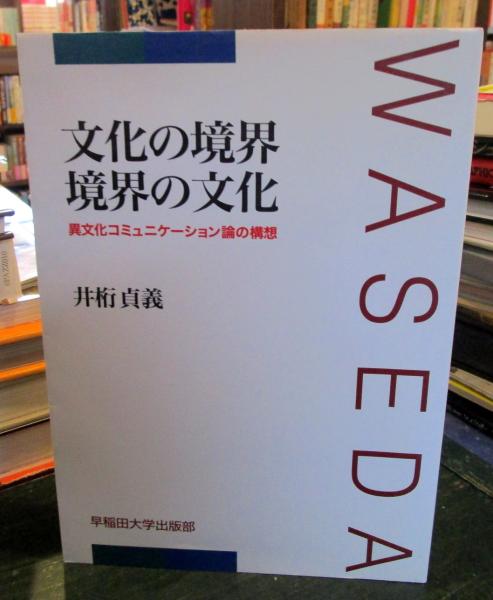 文化の境界
境界の文化
異文化コミュニケーション論の構想
井桁貞義
早稲田大学出版部
WASEDA